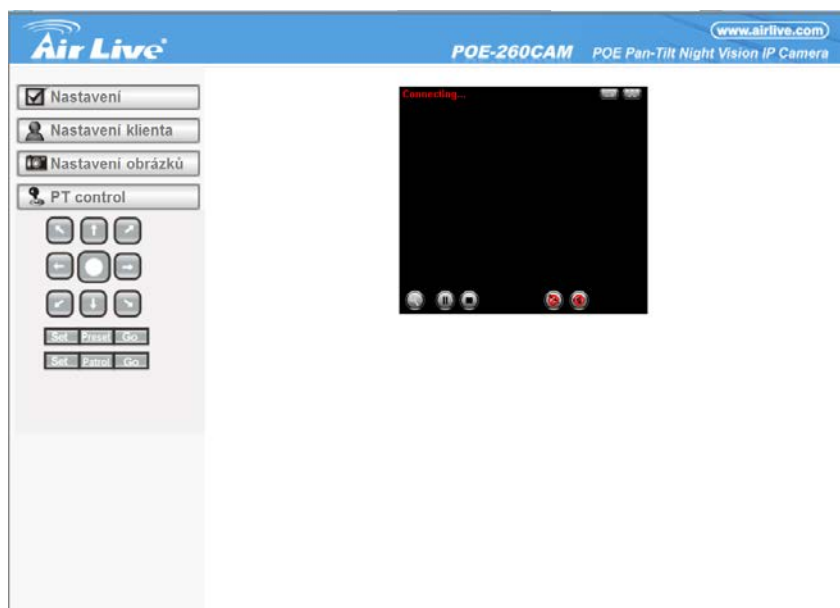 Air Live
www.airlive.com
POE-260CAM POE Pan-Tilt Night Vision IP Camera
Nastavení
Nastavení klienta
Nastavení obrázků
PT control
Set Preset Go
Set Patrol Go
Connecting...